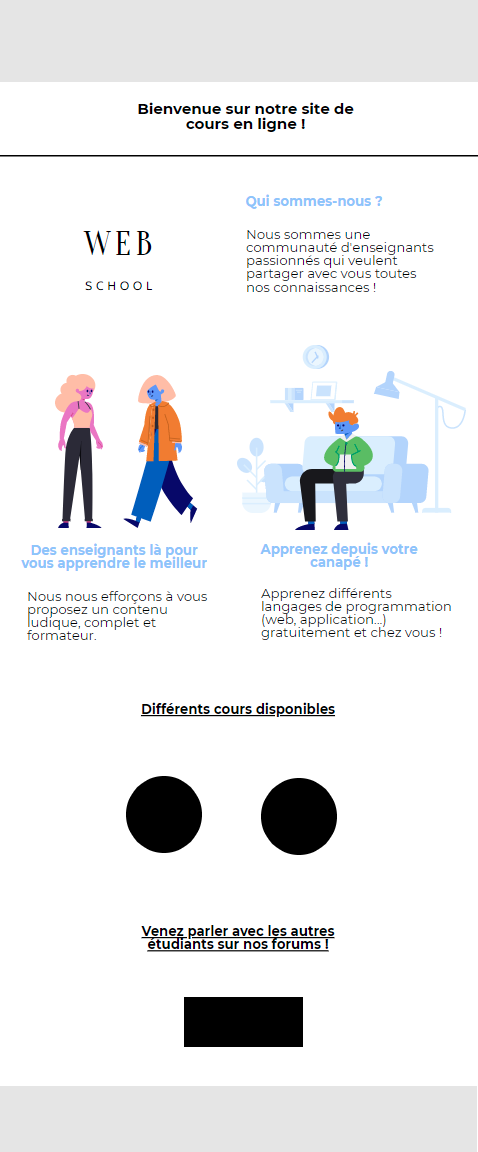 Bienvenue sur notre site de
cours en ligne !
WEB
SCHOOL
Qui sommes-nous ?
Nous sommes une
communauté d'enseignants
passionnés qui veulent
partager avec vous toutes
nos connaissances !
Des enseignants là pour
vous apprendre le meilleur
Nous nous efforçons à vous
proposez un contenu
ludique, complet et
formateur.
Apprenez depuis votre
canapé !
Apprenez différents
langages de programmation
(web, application...)
gratuitement et chez vous !
Différents cours disponibles
Venez parler avec les autres
étudiants sur nos forums !